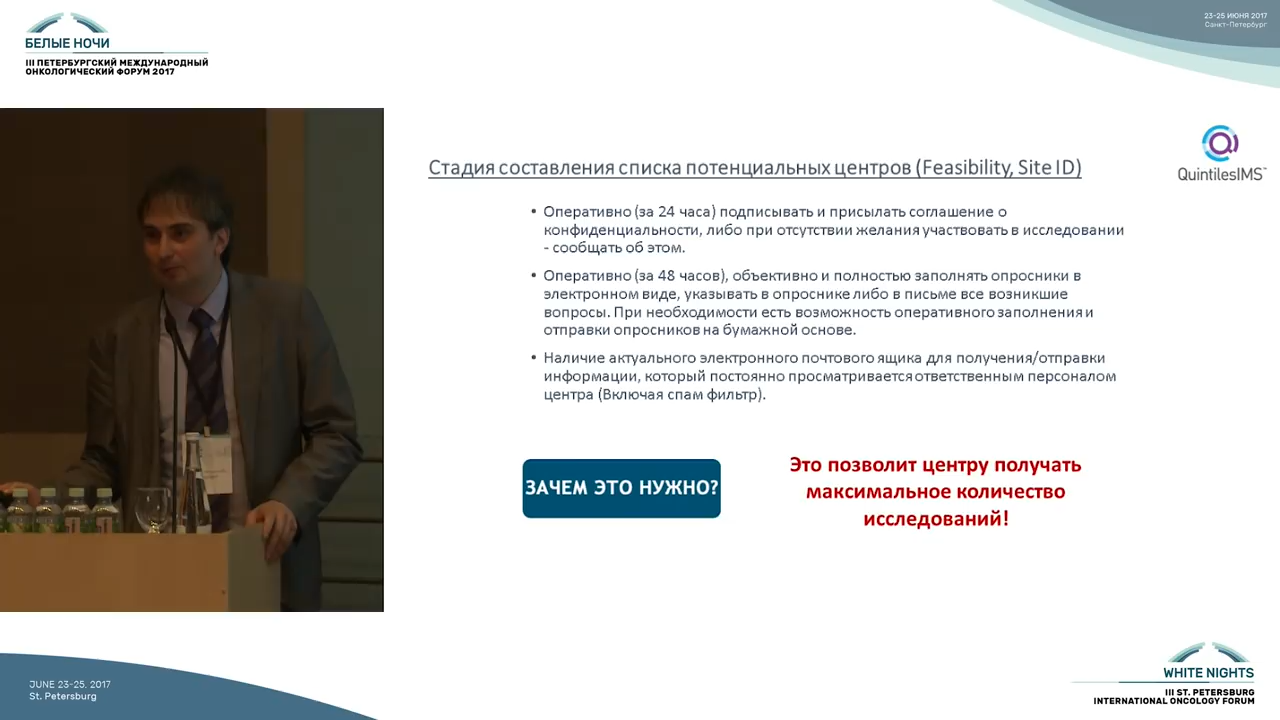 БЕЛЫЕ НОЧИ
III ПЕТЕРБУРГСКИЙ МЕЖДУНАРОДНЫЙ
ОНКОЛОГИЧЕСКИЙ ФОРУМ 2017
23-25 ИЮНЯ 2017
Санкт-Петербург
QuintilesIMS™
Стадия составления списка потенциальных центров (Feasibility, Site ID)
• Оперативно (за 24 часа) подписывать и присылать соглашение о
конфиденциальности, либо при отсутствии желания участвовать в исследовании
- сообщать об этом.
• Оперативно (за 48 часов), объективно и полностью заполнять опросники в
электронном виде, указывать в опроснике либо в письме все возникшие
вопросы. При необходимости есть возможность оперативного заполнения и
отправки опросников на бумажной основе.
• Наличие актуального электронного почтового ящика для получения/отправки
информации, который постоянно просматривается ответственным персоналом
центра (Включая спам фильтр).
ЗАЧЕМ ЭТО НУЖНО?
Это позволит центру получать
максимальное количество
исследований!
JUNE 23-25, 2017
St. Petersburg
WHITE NIGHTS
III ST. PETERSBURG
INTERNATIONAL ONCOLOGY FORUM